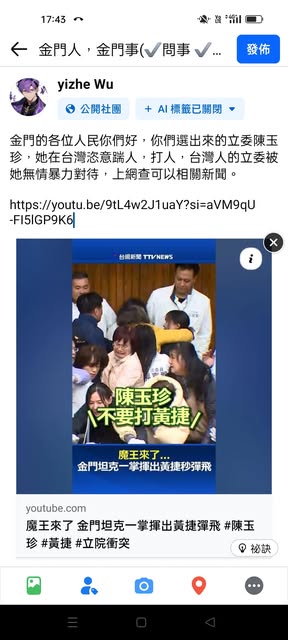 17:43
金門人，金門事(✓問事 ✓...
發佈
yizhe Wu
公開社團
+ AI 標籤已關閉
金門的各位人民你們好，你們選出來的立委陳玉
珍，她在台灣恣意踹人，打人，台灣人的立委被
她無情暴力對待，上網查可以相關新聞。
https://youtu.be/9tL4w2J1uaY?si=aVM9qU
-FI5lGP9K6
台視新聞 TTV NEWS
陳玉珍
\不要打黃捷/
魔王來了...
金門坦克一掌揮出黃捷秒彈飛
youtube.com
魔王來了 金門坦克一掌揮出黃捷彈飛 #陳玉
珍 #黃捷 #立院衝突
祕訣